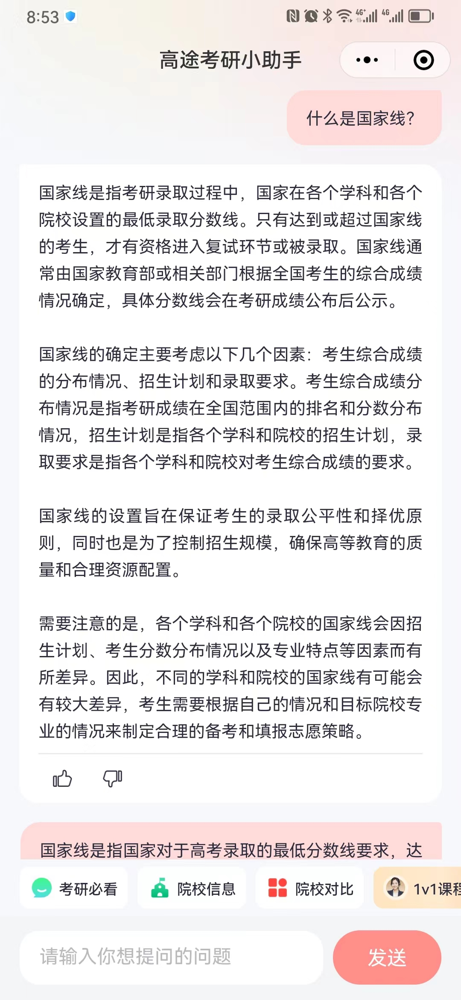 8:53
4G+
4G
高途考研小助手
什么是国家线?
国家线是指考研录取过程中，国家在各个学科和各个
院校设置的最低录取分数线。只有达到或超过国家线
的考生，才有资格进入复试环节或被录取。国家线通
常由国家教育部或相关部门根据全国考生的综合成绩
情况确定，具体分数线会在考研成绩公布后公示。
国家线的确定主要考虑以下几个因素：考生综合成绩
的分布情况、招生计划和录取要求。考生综合成绩分
布情况是指考研成绩在全国范围内的排名和分数分布
情况，招生计划是指各个学科和院校的招生计划，录
取要求是指各个学科和院校对考生综合成绩的要求。
国家线的设置旨在保证考生的录取公平性和择优原
则，同时也是为了控制招生规模，确保高等教育的质
量和合理资源配置。
需要注意的是，各个学科和各个院校的国家线会因招
生计划、考生分数分布情况以及专业特点等因素而有
所差异。因此，不同的学科和院校的国家线有可能会
有较大差异，考生需要根据自己的情况和目标院校专
业的情况来制定合理的备考和填报志愿策略。
国家线是指国家对于高考录取的最低分数线要求，达
考研必看
院校信息
院校对比
1v1课程
请输入你想提问的问题
发送